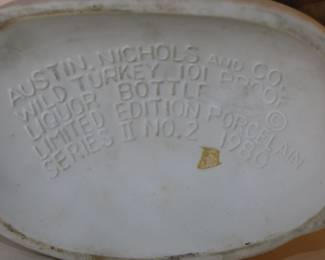 AUSTIN, NICHOLS AND CO.
WILD TURKEY 101 PROOF
LIQUOR BOTTLE ©
LIMITED EDITION PORCELAIN
SERIES II NO. 2 1980